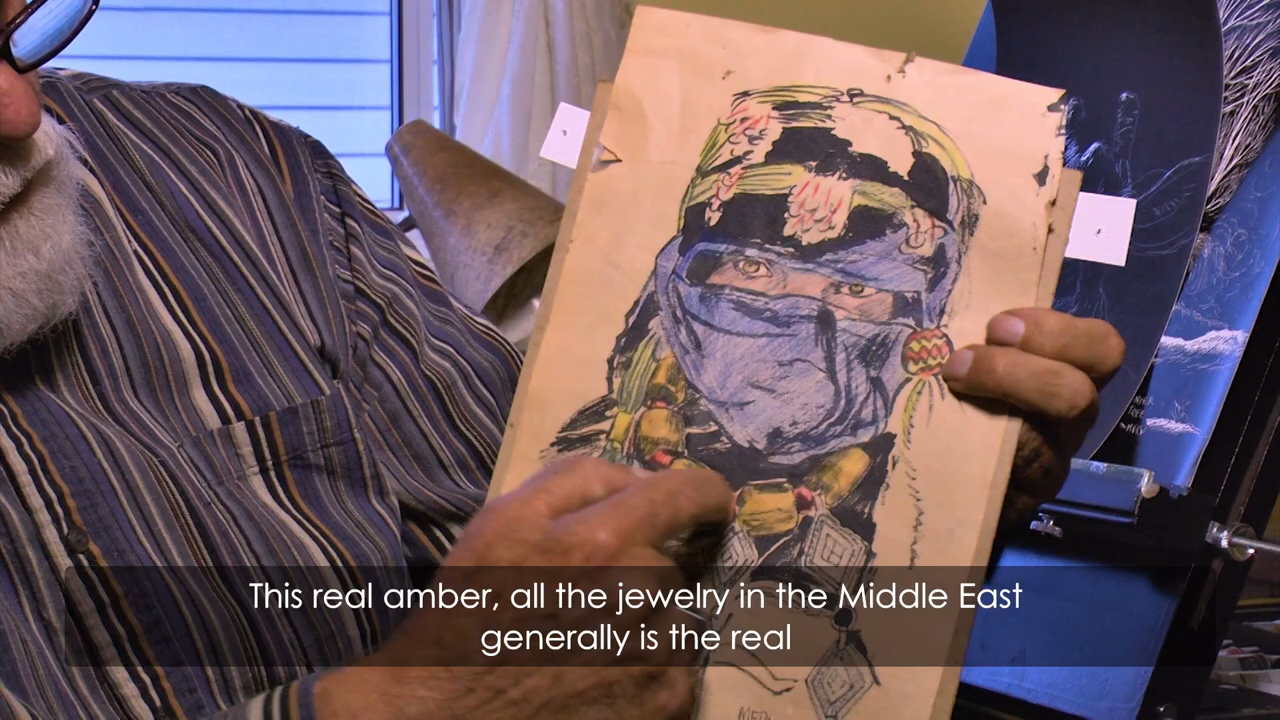 This real amber, all the jewelry in the Middle East
generally is the real